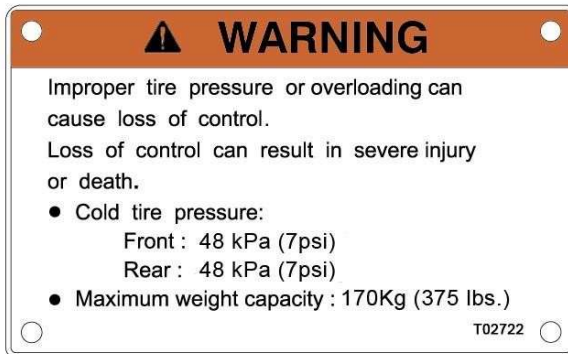 WARNING
Improper tire pressure or overloading can
cause loss of control.
Loss of control can result in severe injury
or death.
● Cold tire pressure:
Front : 48 kPa (7psi)
Rear : 48 kPa (7psi)
● Maximum weight capacity : 170Kg (375 lbs.)
T02722